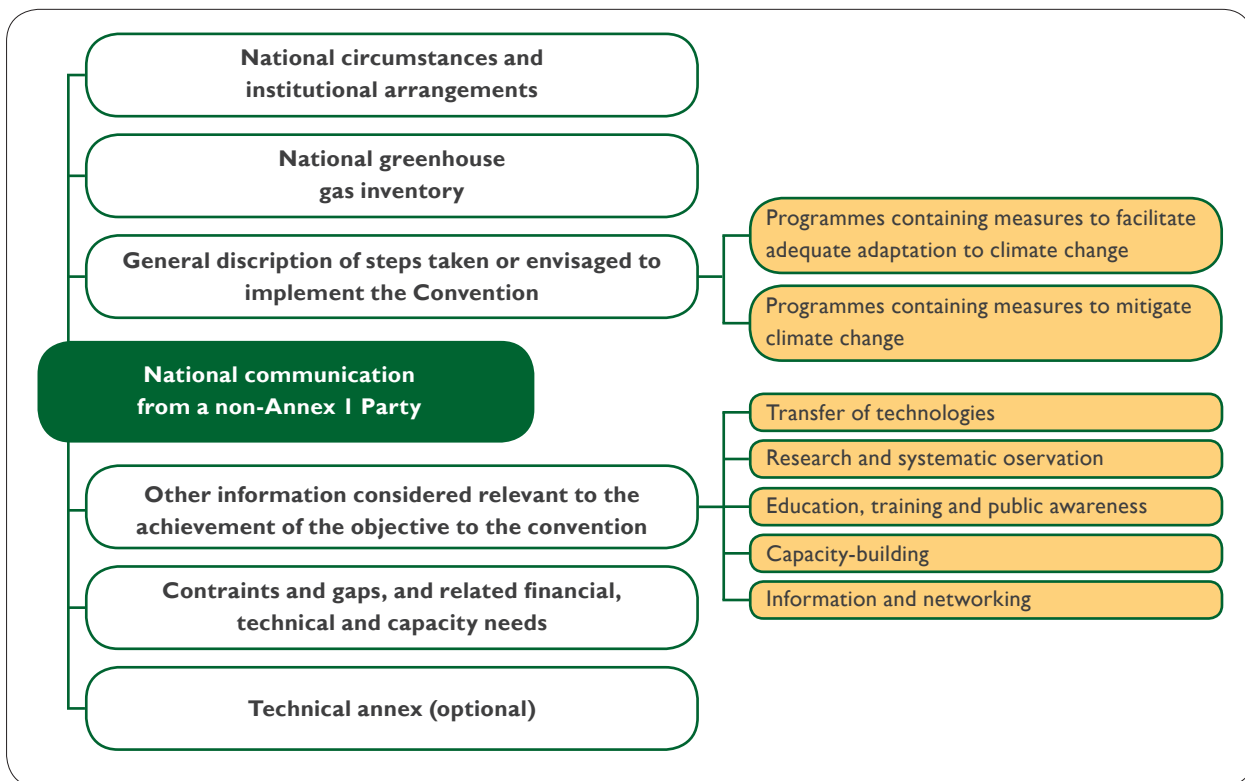 National circumstances and
institutional arrangements
National greenhouse
gas inventory
General discription of steps taken or envisaged to
implement the Convention
Programmes containing measures to facilitate
adequate adaptation to climate change
Programmes containing measures to mitigate
climate change
National communication
from a non-Annex 1 Party
Other information considered relevant to the
achievement of the objective to the convention
Transfer of technologies
Research and systematic oservation
Education, training and public awareness
Capacity-building
Information and networking
Contraints and gaps, and related financial,
technical and capacity needs
Technical annex (optional)